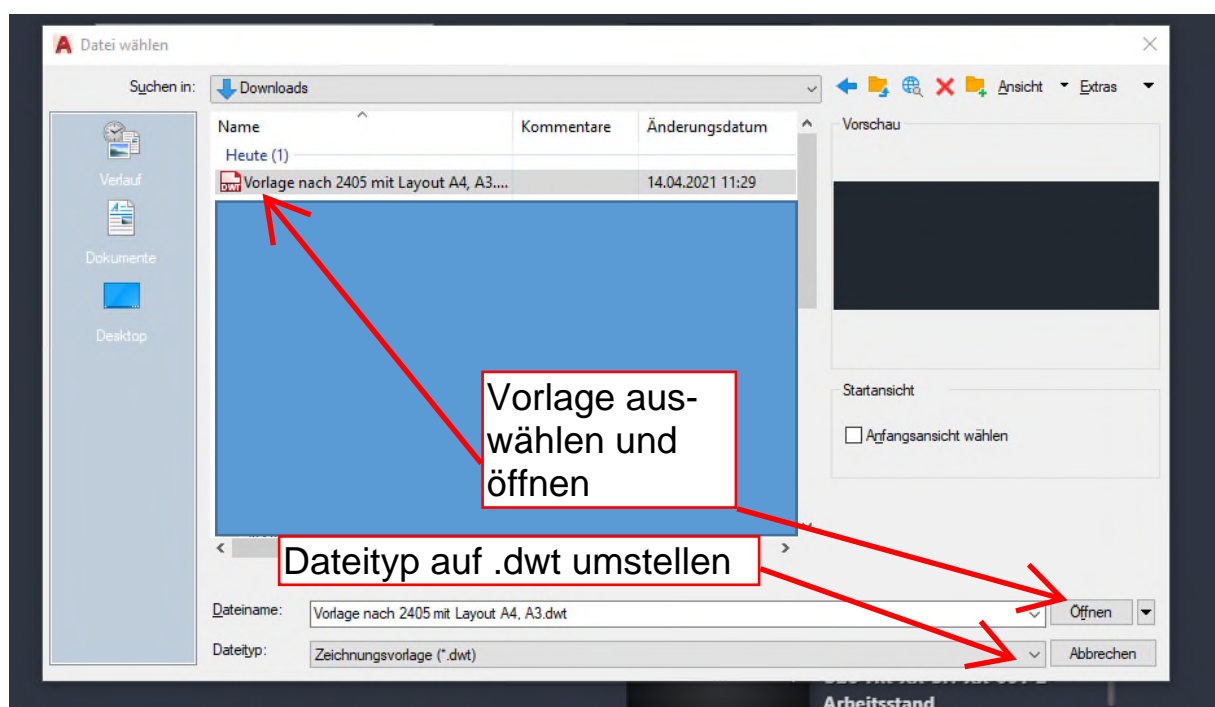 Datei wählen
Suchen in:
Downloads
Ansicht
Extras
Name
Kommentare
Änderungsdatum
Vorschau
Heute (1)
Verlauf
DWT
Vorlage nach 2405 mit Layout A4, A3....
14.04.2021 11:29
Dokumente
Desktop
Vorlage aus-
wählen und
öffnen
Startansicht
Anfangsansicht wählen
Dateityp auf .dwt umstellen
Dateiname:
Vorlage nach 2405 mit Layout A4, A3.dwt
Öffnen
Dateityp:
Zeichnungsvorlage (*.dwt)
Abbrechen
Arbeitsstand